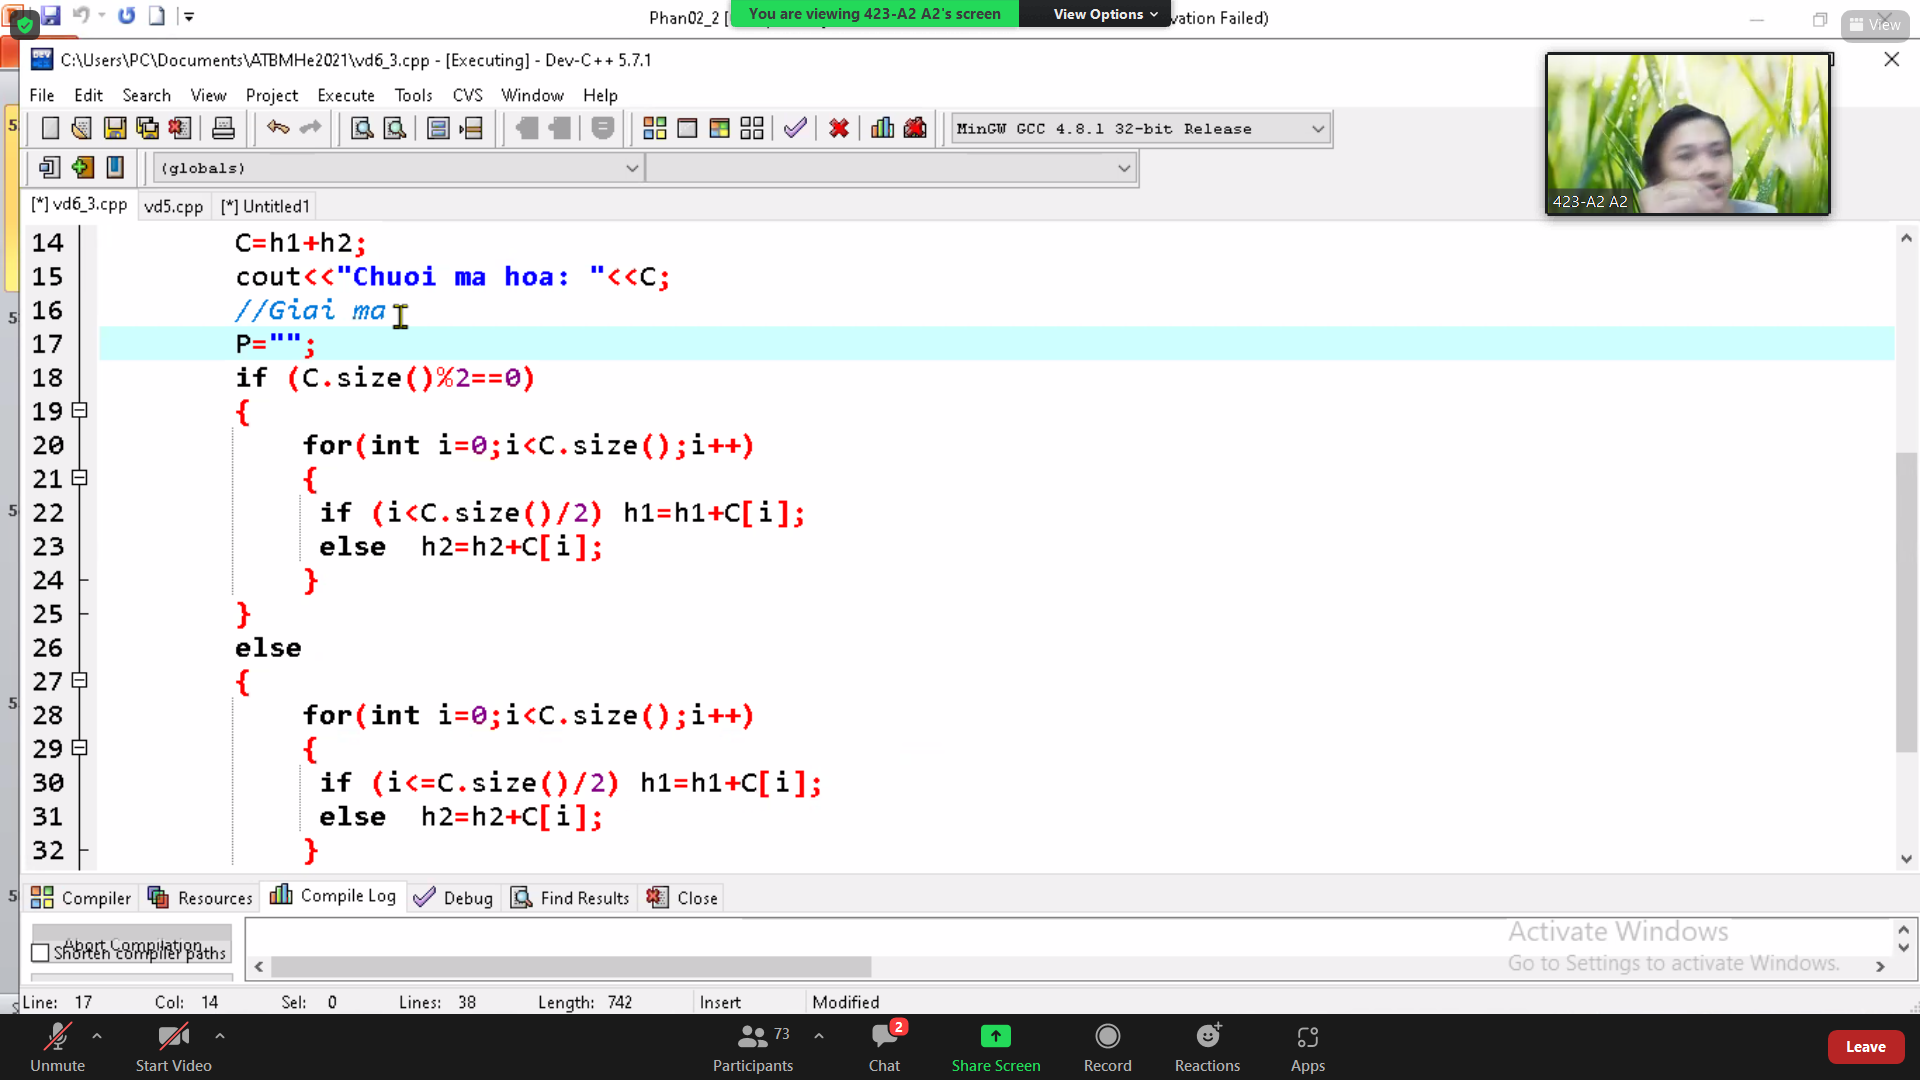 Phan02_2 [
You are viewing 423-A2 A2's screen
View Options
vation Failed)
View
C:\Users\PC\Documents\ATBMHe2021\vd6_3.cpp - [Executing] - Dev-C++ 5.7.1
File Edit Search View Project Execute Tools CVS Window Help
MinGW GCC 4.8.1 32-bit Release
(globals)
423-A2 A2
[*] vd6_3.cpp vd5.cpp [*] Untitled1
14 C=h1+h2;
15 cout<<"Chuoi ma hoa: "<<C;
16 //Giai ma
17 P="";
18 if (C.size()%2==0)
19 {
20 for(int i=0;i<C.size();i++)
21 {
22 if (i<C.size()/2) h1=h1+C[i];
23 else h2=h2+C[i];
24 }
25 }
26 else
27 {
28 for(int i=0;i<C.size();i++)
29 {
30 if (i<=C.size()/2) h1=h1+C[i];
31 else h2=h2+C[i];
32 }
Compiler Resources Compile Log Debug Find Results Close
Abort Compilation
Shorten compiler paths
Activate Windows
Go to Settings to activate Windows.
Line: 17 Col: 14 Sel: 0 Lines: 38 Length: 742 Insert Modified
73
2
Unmute Start Video Participants Chat Share Screen Record Reactions Apps Leave